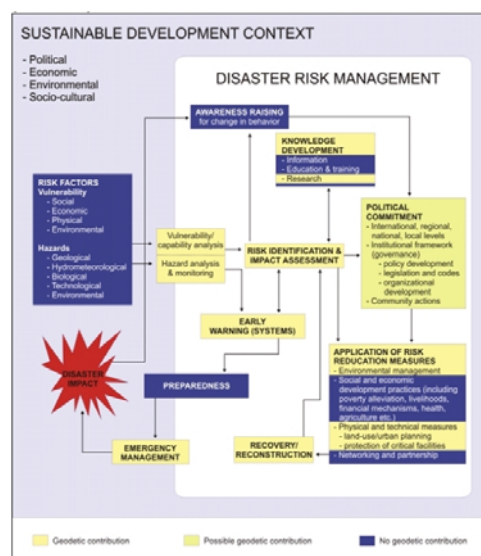 SUSTAINABLE DEVELOPMENT CONTEXT
- Political
- Economic
- Environmental
- Socio-cultural
DISASTER RISK MANAGEMENT
AWARENESS RAISING
for change in behavior
KNOWLEDGE
DEVELOPMENT
- Information
- Education & training
- Research
RISK FACTORS
Vulnerability
- Social
- Economic
- Physical
- Environmental
Hazards
- Geological
- Hydrometeorological
- Biological
- Technological
- Environmental
Vulnerability/
capability analysis
Hazard analysis
& monitoring
RISK IDENTIFICATION &
IMPACT ASSESSMENT
POLITICAL
COMMITMENT
- International, regional,
national, local levels
- Institutional framework
(governance)
- policy development
- legislation and codes
- organizational
development
- Community actions
EARLY
WARNING (SYSTEMS)
DISASTER
IMPACT
PREPAREDNESS
APPLICATION OF RISK
REDUCATION MEASURES
- Environmental management
- Social and economic
development practices (including
poverty alleviation, livelihoods,
financial mechanisms, health,
agriculture etc.)
- Physical and technical measures
- land-use/urban planning
- protection of critical facilities
- Networking and partnership
EMERGENCY
MANAGEMENT
RECOVERY/
RECONSTRUCTION
Geodetic contribution
Possible geodetic contribution
No geodetic contribution